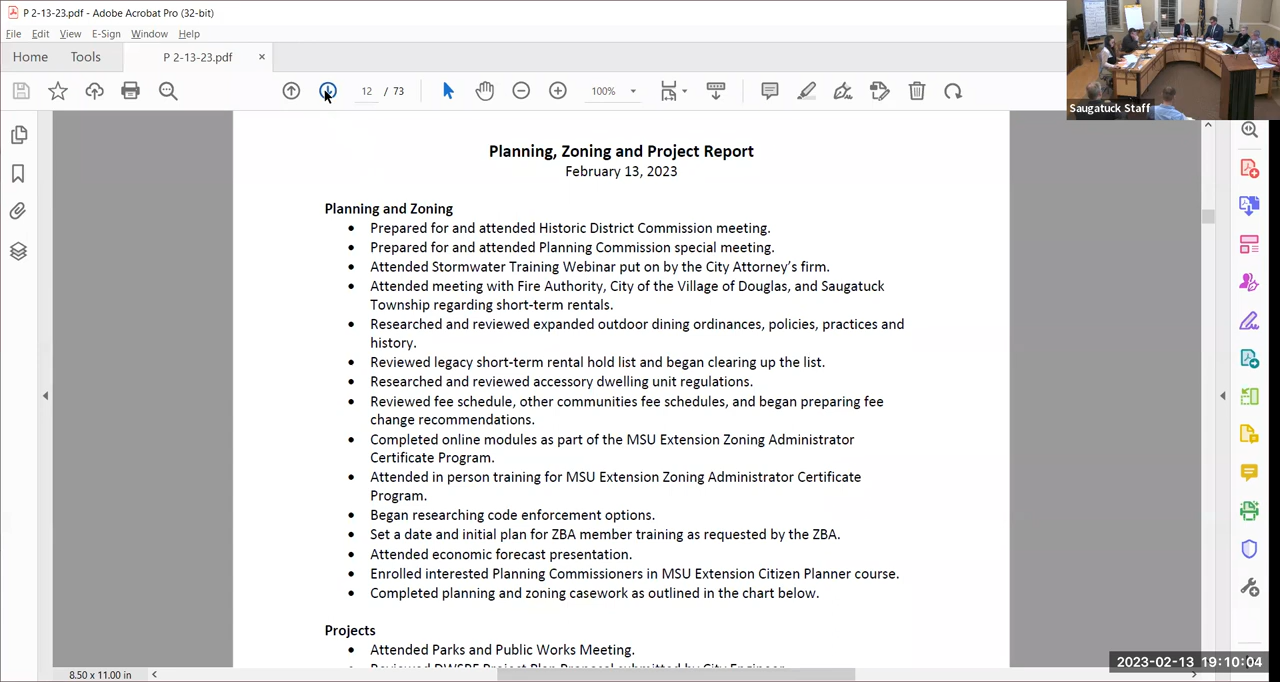 P 2-13-23.pdf - Adobe Acrobat Pro (32-bit)
File Edit View E-Sign Window Help
Home Tools P 2-13-23.pdf ×
12 / 73 100%
Saugatuck Staff
Planning, Zoning and Project Report
February 13, 2023
Planning and Zoning
• Prepared for and attended Historic District Commission meeting.
• Prepared for and attended Planning Commission special meeting.
• Attended Stormwater Training Webinar put on by the City Attorney's firm.
• Attended meeting with Fire Authority, City of the Village of Douglas, and Saugatuck
Township regarding short-term rentals.
• Researched and reviewed expanded outdoor dining ordinances, policies, practices and
history.
• Reviewed legacy short-term rental hold list and began clearing up the list.
• Researched and reviewed accessory dwelling unit regulations.
• Reviewed fee schedule, other communities fee schedules, and began preparing fee
change recommendations.
• Completed online modules as part of the MSU Extension Zoning Administrator
Certificate Program.
• Attended in person training for MSU Extension Zoning Administrator Certificate
Program.
• Began researching code enforcement options.
• Set a date and initial plan for ZBA member training as requested by the ZBA.
• Attended economic forecast presentation.
• Enrolled interested Planning Commissioners in MSU Extension Citizen Planner course.
• Completed planning and zoning casework as outlined in the chart below.
Projects
• Attended Parks and Public Works Meeting.
• Reviewed DWSRF Project Plan Proposal submitted by City Engineer.
8.50 x 11.00 in
2023-02-13 19:10:04